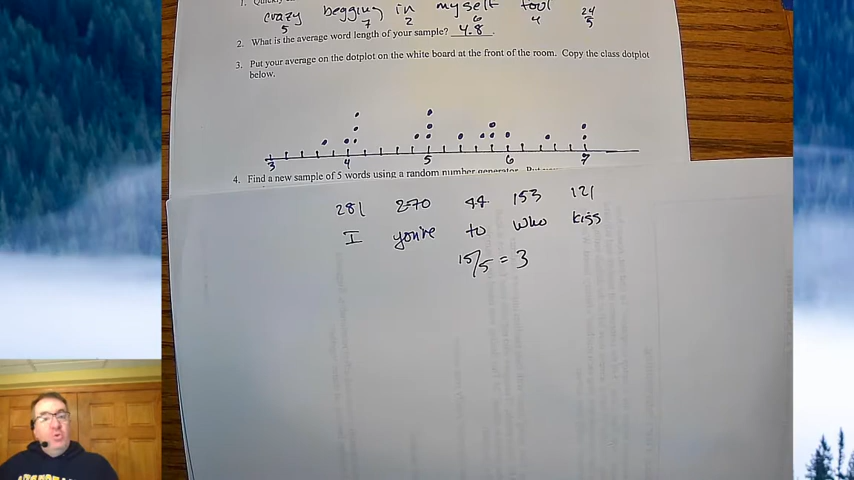 1. Quickly
crazy begging in myself fool
5 7 2 6 4 24/5
2. What is the average word length of your sample? 4.8
3. Put your average on the dotplot on the white board at the front of the room. Copy the class dotplot
below.
3 4 5 6 7
4. Find a new sample of 5 words using a random number generator.
281 270 44 153 121
I you're to who kiss
15/5 = 3